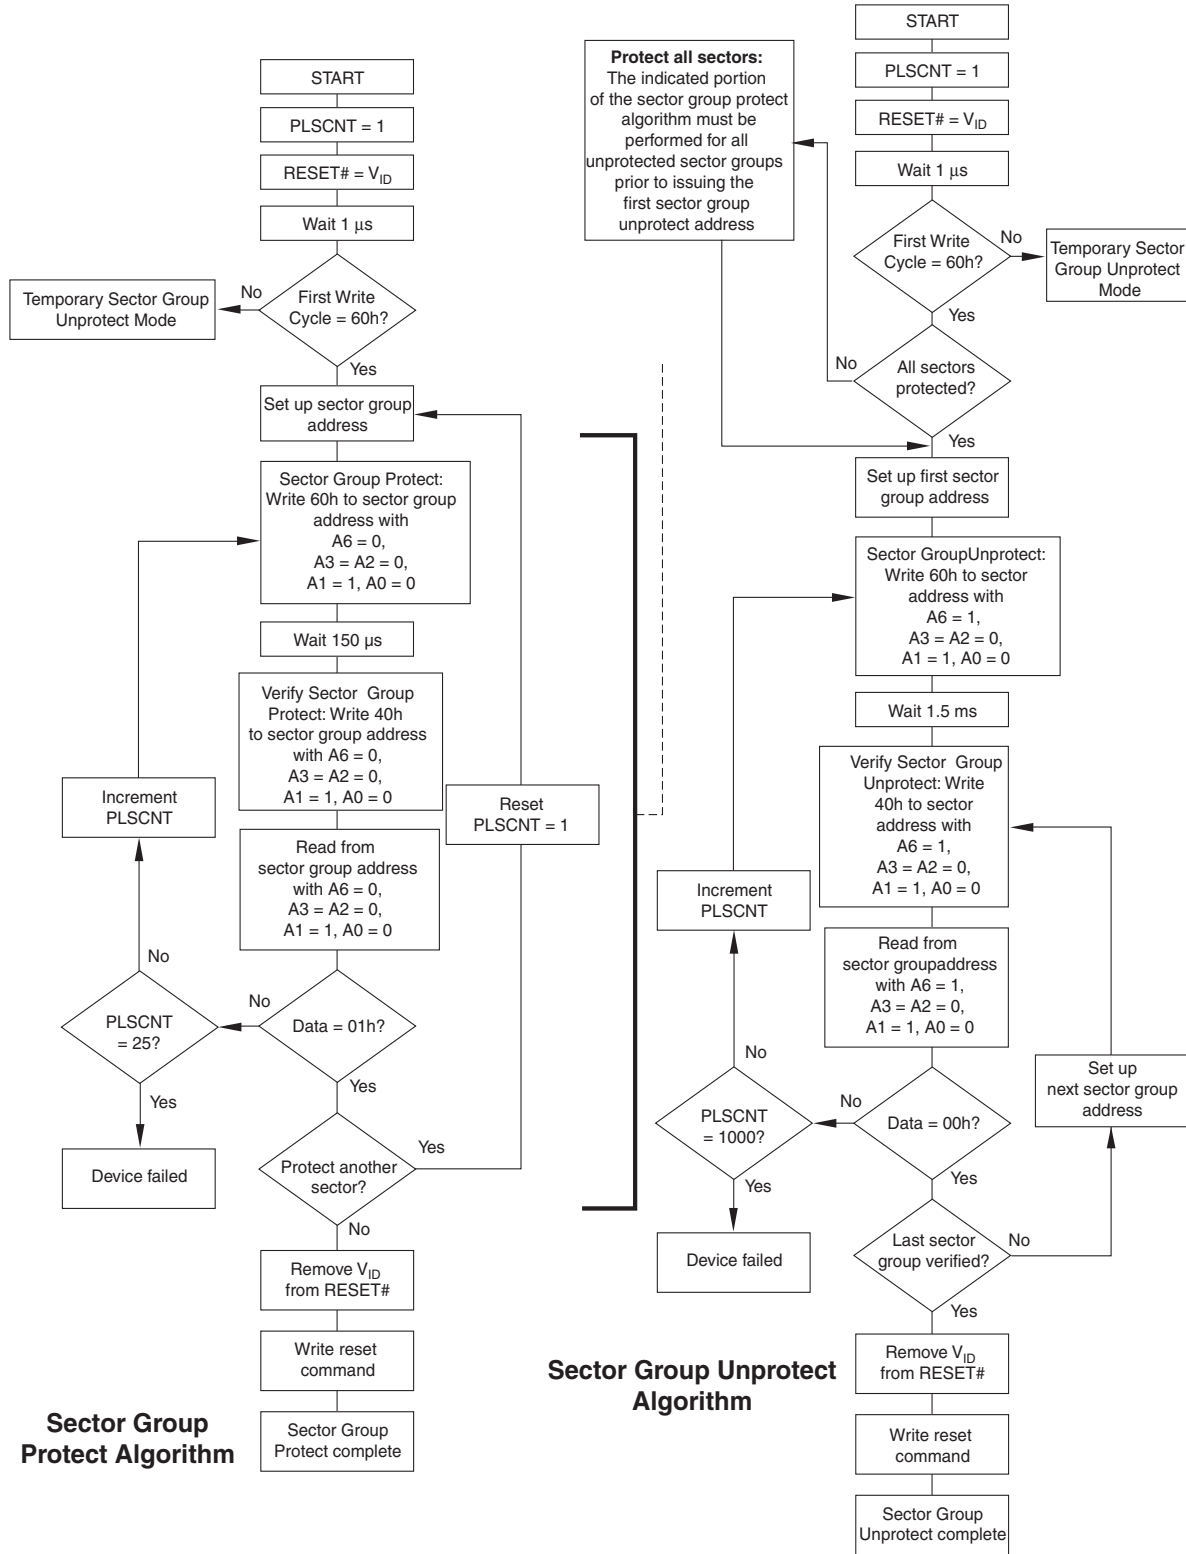 START
PLSCNT = 1
RESET# = VID
Wait 1 μs
First Write
Cycle = 60h?
No
Temporary Sector Group
Unprotect Mode
Yes
Set up sector group
address
Sector Group Protect:
Write 60h to sector group
address with
A6 = 0,
A3 = A2 = 0,
A1 = 1, A0 = 0
Wait 150 µs
Verify Sector Group
Protect: Write 40h
to sector group address
with A6 = 0,
A3 = A2 = 0,
A1 = 1, A0 = 0
Increment
PLSCNT
Reset
PLSCNT = 1
Read from
sector group address
with A6 = 0,
A3 = A2 = 0,
A1 = 1, A0 = 0
No
No
PLSCNT
= 25?
Data = 01h?
Yes
Yes
Device failed
Protect another
sector?
Yes
No
Remove VID
from RESET#
Write reset
command
Sector Group
Protect complete
Sector Group
Protect Algorithm
Protect all sectors:
The indicated portion
of the sector group protect
algorithm must be
performed for all
unprotected sector groups
prior to issuing the
first sector group
unprotect address
START
PLSCNT = 1
RESET# = VID
Wait 1 μs
First Write
Cycle = 60h?
No
Temporary Sector
Group Unprotect
Mode
Yes
No
All sectors
protected?
Yes
Set up first sector
group address
Sector GroupUnprotect:
Write 60h to sector
address with
A6 = 1,
A3 = A2 = 0,
A1 = 1, A0 = 0
Wait 1.5 ms
Verify Sector Group
Unprotect: Write
40h to sector
address with
A6 = 1,
A3 = A2 = 0,
A1 = 1, A0 = 0
Increment
PLSCNT
Read from
sector groupaddress
with A6 = 1,
A3 = A2 = 0,
A1 = 1, A0 = 0
No
No
PLSCNT
= 1000?
Data = 00h?
Set up
next sector group
address
Yes
Yes
Device failed
Last sector
group verified?
No
Yes
Remove VID
from RESET#
Write reset
command
Sector Group
Unprotect complete
Sector Group Unprotect
Algorithm